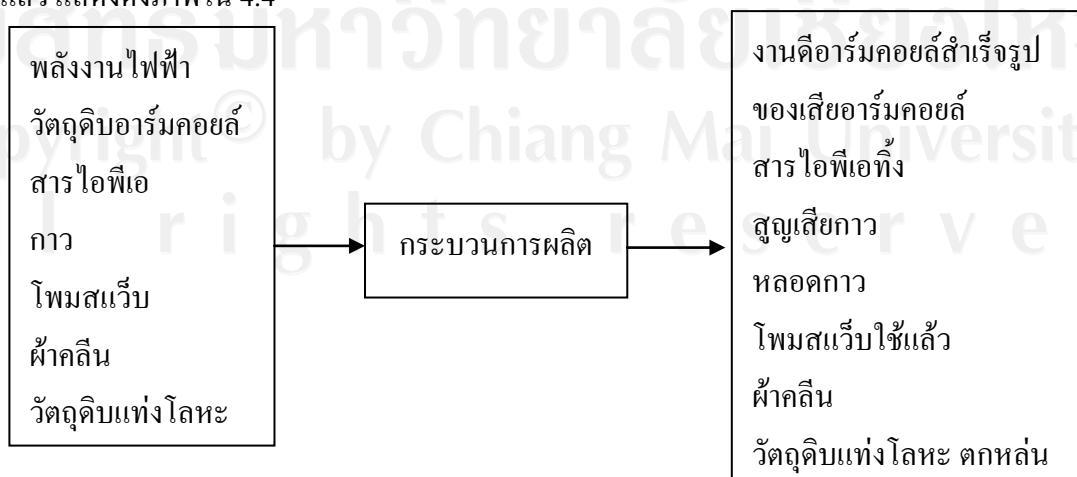 แล้วแสดงดังภาพใน 4.4
พลังงานไฟฟ้า
วัตถุดิบอาร์มคอยล์
สารไอพีเอ
กาว
โพมสแว็บ
ผ้าคลีน
วัตถุดิบแท่งโลหะ
กระบวนการผลิต
งานดีอาร์มคอยล์สำเร็จรูป
ของเสียอาร์มคอยล์
สารไอพีเอทิ้ง
สูญเสียกาว
หลอดกาว
โพมสแว็บใช้แล้ว
ผ้าคลีน
วัตถุดิบแท่งโลหะ ตกหล่น
by Chiang Mai Universit
rights reserve